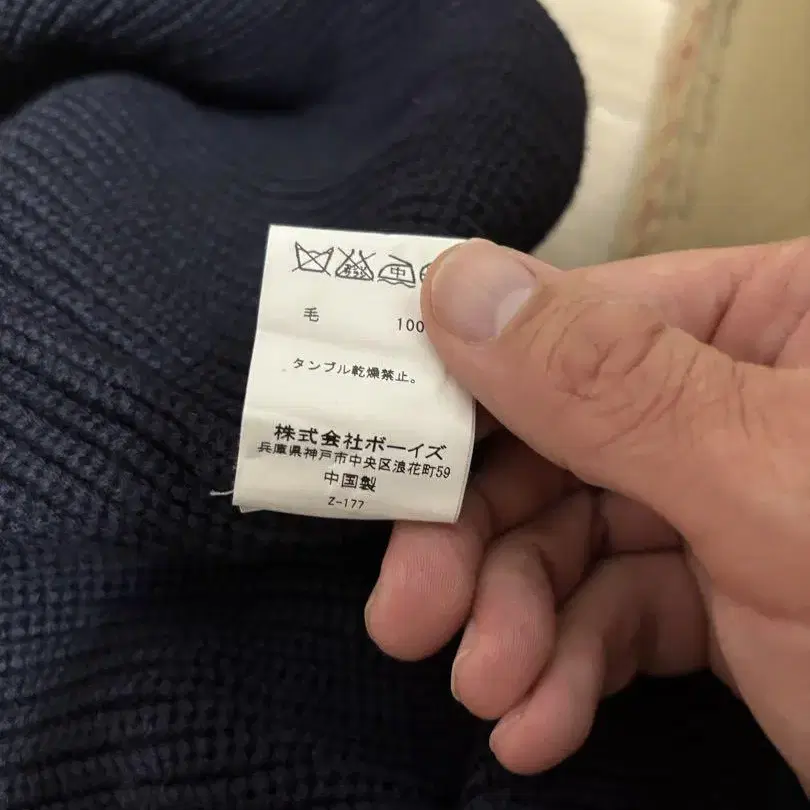 中
毛 100
タンブル乾燥禁止。
株式会社ボーイズ
兵庫県神戸市中央区浪花町59
中国製
Z-177